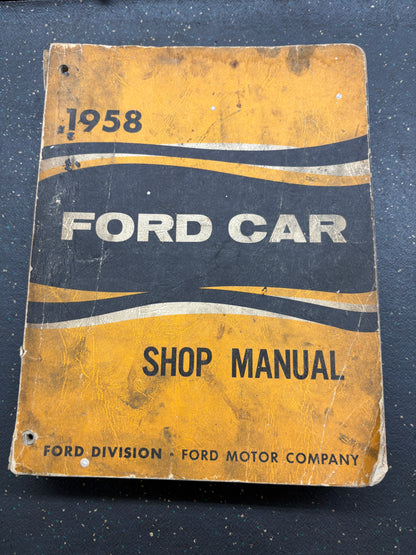 1958
FORD CAR
SHOP MANUAL
FORD DIVISION • FORD MOTOR COMPANY